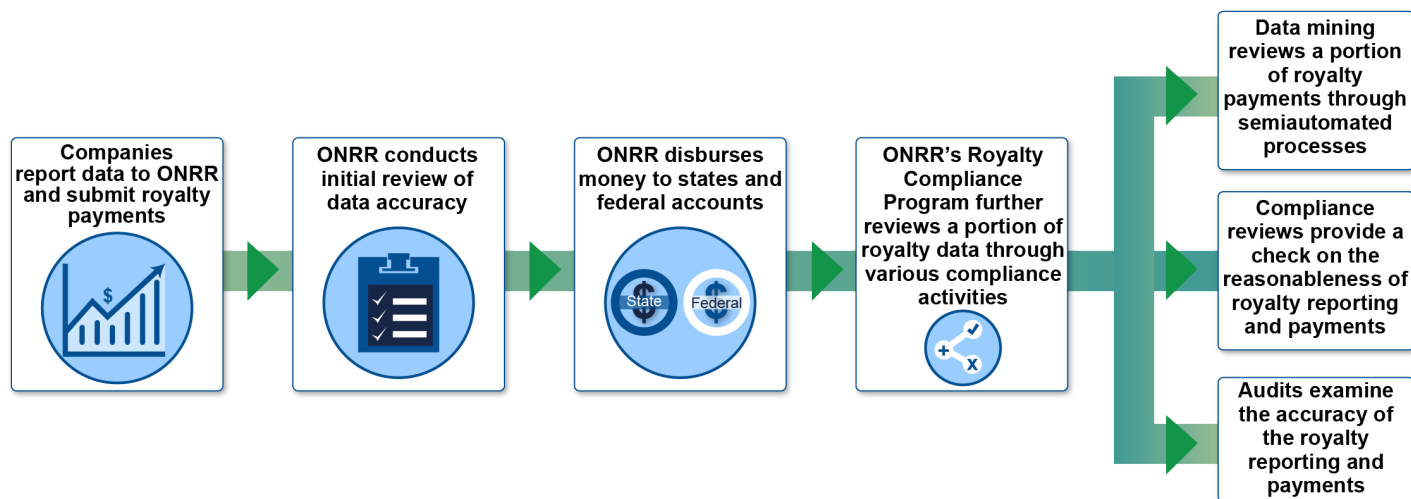 Companies
report data to ONRR
and submit royalty
payments
$
ONRR conducts
initial review of
data accuracy
ONRR disburses
money to states and
federal accounts
$
State
$
Federal
ONRR's Royalty
Compliance
Program further
reviews a portion of
royalty data through
various compliance
activities
Data mining
reviews a portion
of royalty
payments through
semiautomated
processes
Compliance
reviews provide a
check on the
reasonableness of
royalty reporting
and payments
Audits examine
the accuracy of
the royalty
reporting and
payments